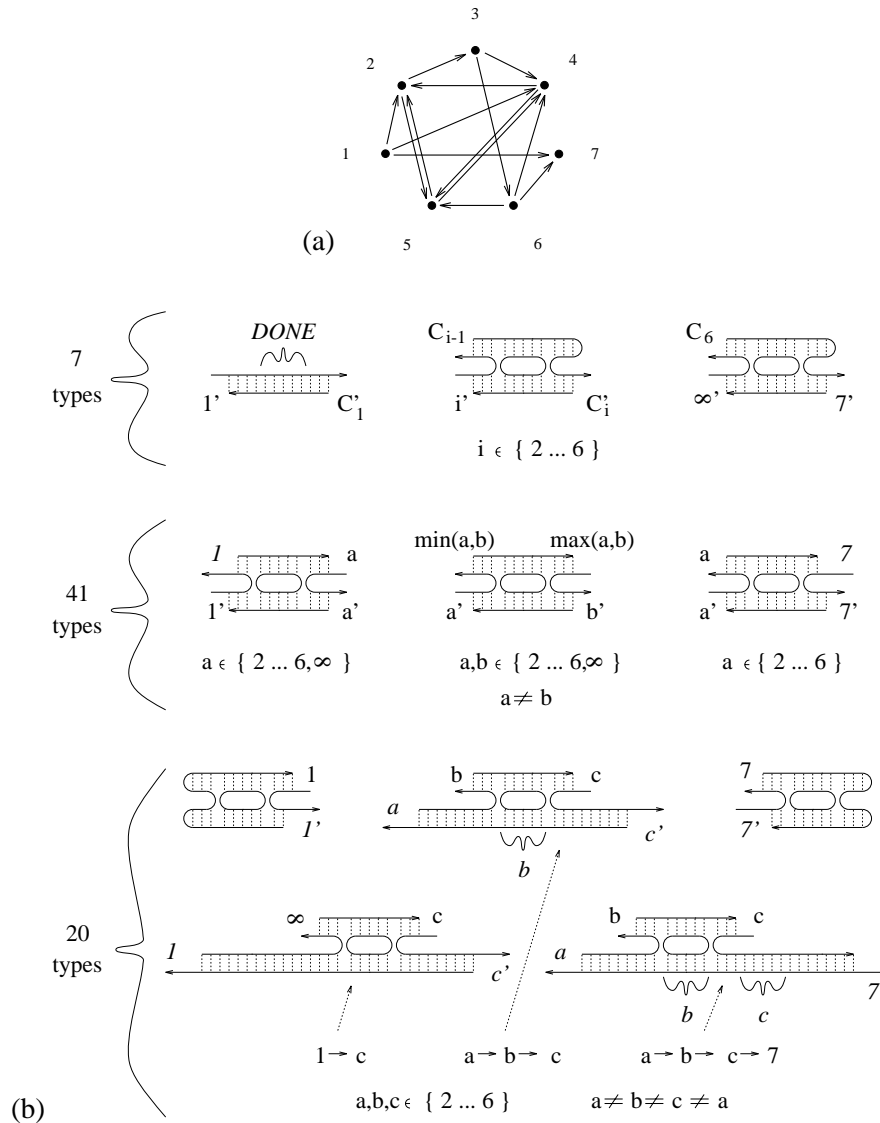 3
2 4
1 7
5 6
(a)
7 types
DONE
1' C'₁
C_{i-1}
i' C'_i
i ϵ { 2 ... 6 }
C₆
∞' 7'
41 types
1 a
1' a'
a ϵ { 2 ... 6,∞ }
min(a,b) max(a,b)
a' b'
a,b ϵ { 2 ... 6,∞ }
a ≠ b
a 7
a' 7'
a ϵ { 2 ... 6 }
20 types
1
1'
b c
a c'
b
7
7'
∞ c
1 c'
b c
a 7
b c
1→ c
a→ b→ c
a→ b→ c→ 7
a,b,c ϵ { 2 ... 6 } a ≠ b ≠ c ≠ a
(b)